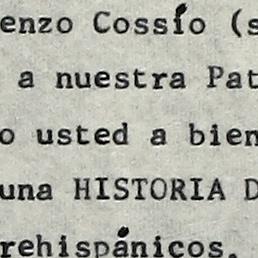 enzo Cossío (s
a nuestra Pat
o usted a bien
una HISTORIA D
rehispánicos.